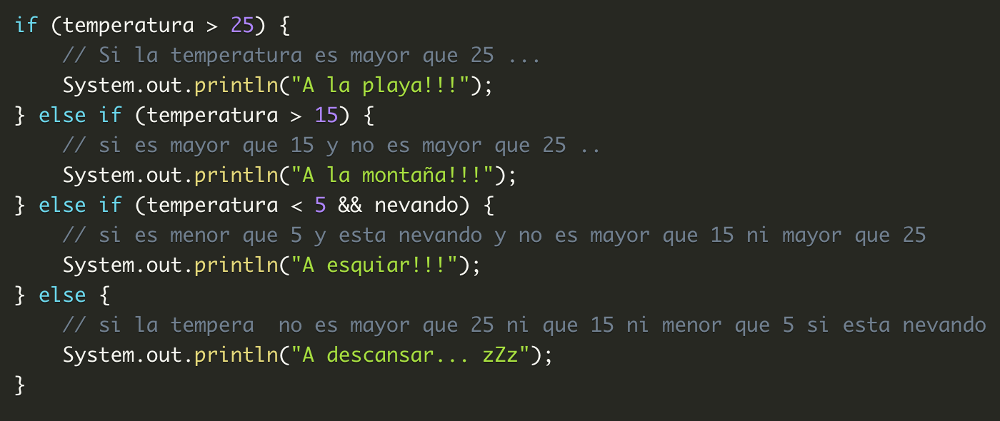 if (temperatura > 25) {
    // Si la temperatura es mayor que 25 ...
    System.out.println("A la playa!!!");
} else if (temperatura > 15) {
    // si es mayor que 15 y no es mayor que 25 ..
    System.out.println("A la montaña!!!");
} else if (temperatura < 5 && nevando) {
    // si es menor que 5 y esta nevando y no es mayor que 15 ni mayor que 25
    System.out.println("A esquiar!!!");
} else {
    // si la tempera  no es mayor que 25 ni que 15 ni menor que 5 si esta nevando
    System.out.println("A descansar... zZz");
}